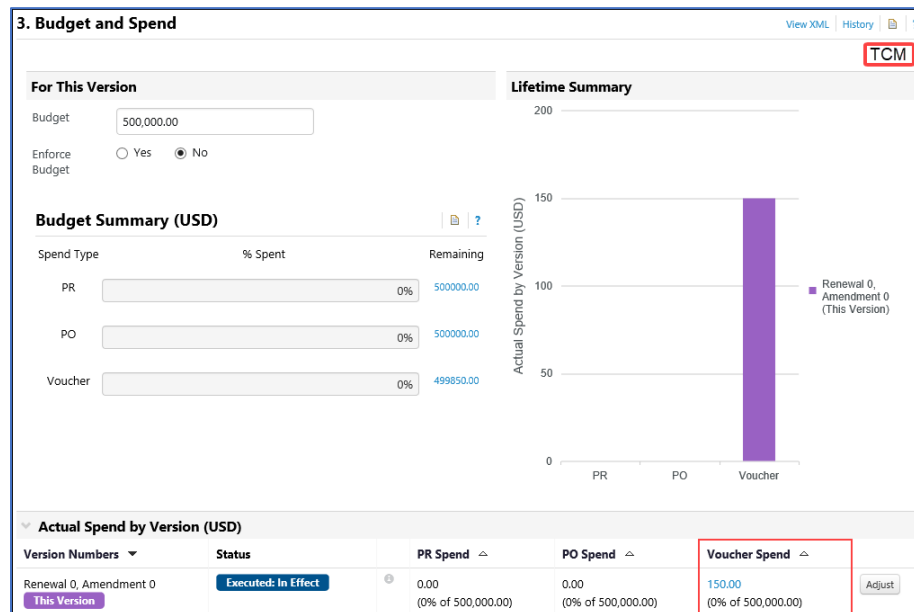 3. Budget and Spend
View XML History
TCM
For This Version
Budget
500,000.00
Enforce
Budget
Yes No
Budget Summary (USD)
?
Spend Type % Spent Remaining
PR 0% 500000.00
PO 0% 500000.00
Voucher 0% 499850.00
Lifetime Summary
Actual Spend by Version (USD)
200
150
100
50
0
PR PO Voucher
Renewal 0,
Amendment 0
(This Version)
Actual Spend by Version (USD)
Version Numbers Status PR Spend PO Spend Voucher Spend
Renewal 0, Amendment 0 Executed: In Effect 0.00 0.00 150.00 Adjust
This Version (0% of 500,000.00) (0% of 500,000.00) (0% of 500,000.00)